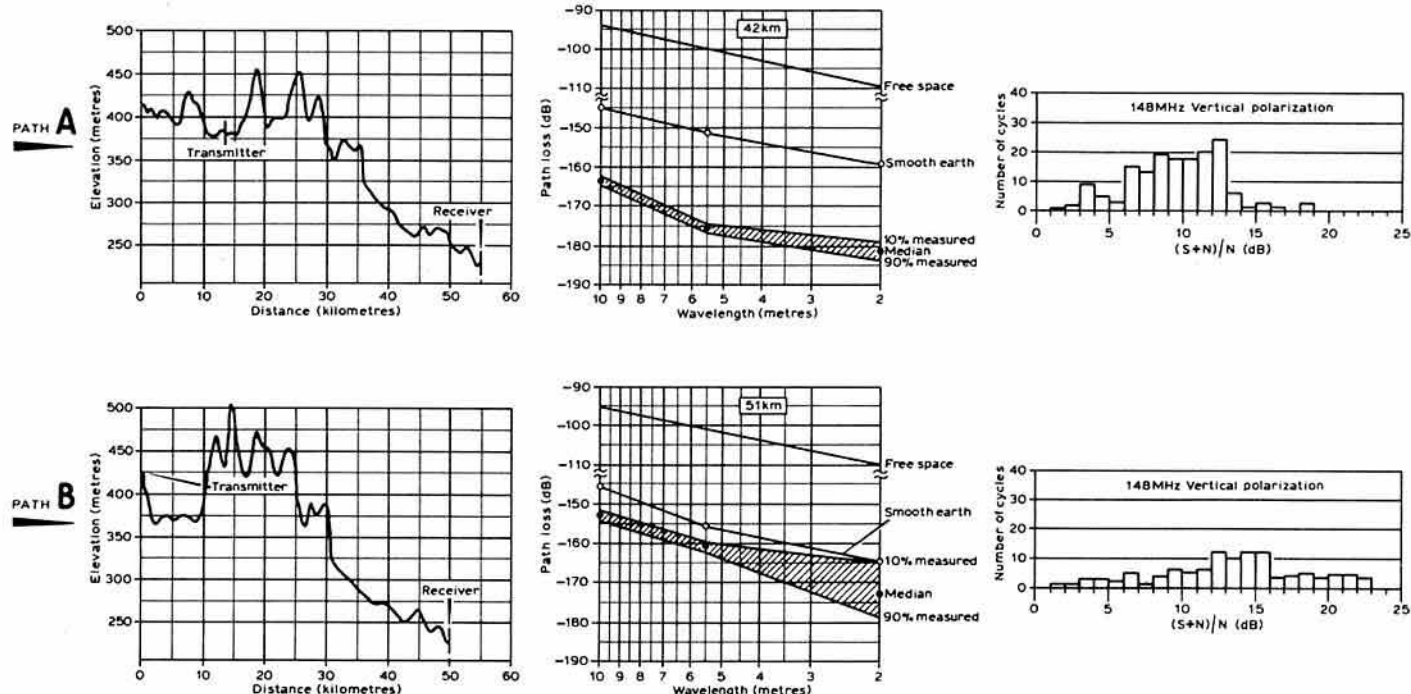 PATH A
Elevation (metres)
500
450
400
350
300
250
Transmitter
Receiver
0 10 20 30 40 50 60
Distance (kilometres)
Path loss (dB)
-90
-100
-110
-150
-160
-170
-180
-190
42km
Free space
Smooth earth
10% measured
Median
90% measured
10 9 8 7 6 5 4 3 2
Wavelength (metres)
Number of cycles
40
30
20
10
0
148MHz Vertical polarization
0 5 10 15 20 25
(S+N)/N (dB)
PATH B
Elevation (metres)
500
450
400
350
300
250
Transmitter
Receiver
0 10 20 30 40 50 60
Distance (kilometres)
Path loss (dB)
-90
-100
-110
-150
-160
-170
-180
-190
51km
Free space
Smooth earth
10% measured
Median
90% measured
10 9 8 7 6 5 4 3 2
Wavelength (metres)
Number of cycles
40
30
20
10
0
148MHz Vertical polarization
0 5 10 15 20 25
(S+N)/N (dB)